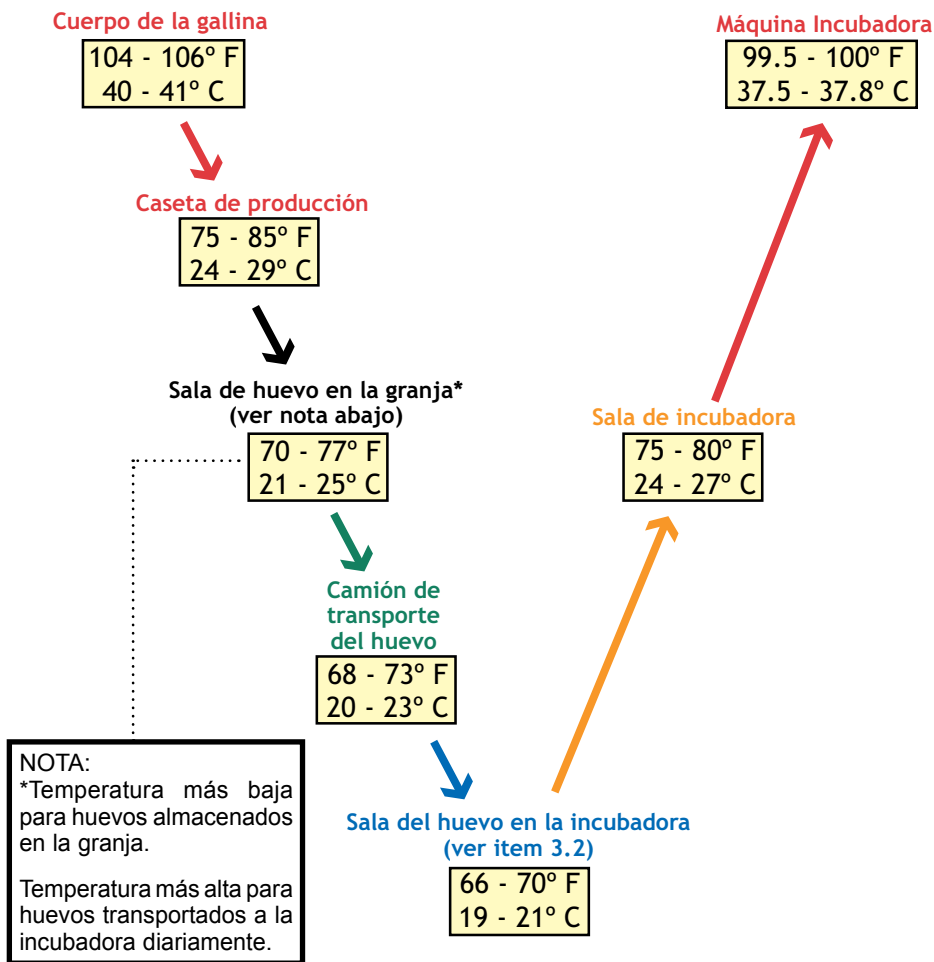 Cuerpo de la gallina
104 - 106º F
40 - 41º C
Caseta de producción
75 - 85º F
24 - 29º C
Sala de huevo en la granja*
(ver nota abajo)
70 - 77º F
21 - 25º C
Camión de
transporte
del huevo
68 - 73º F
20 - 23º C
NOTA:
*Temperatura más baja
para huevos almacenados
en la granja.
Temperatura más alta para
huevos transportados a la
incubadora diariamente.
Sala del huevo en la incubadora
(ver item 3.2)
66 - 70º F
19 - 21º C
Sala de incubadora
75 - 80º F
24 - 27º C
Máquina Incubadora
99.5 - 100º F
37.5 - 37.8º C